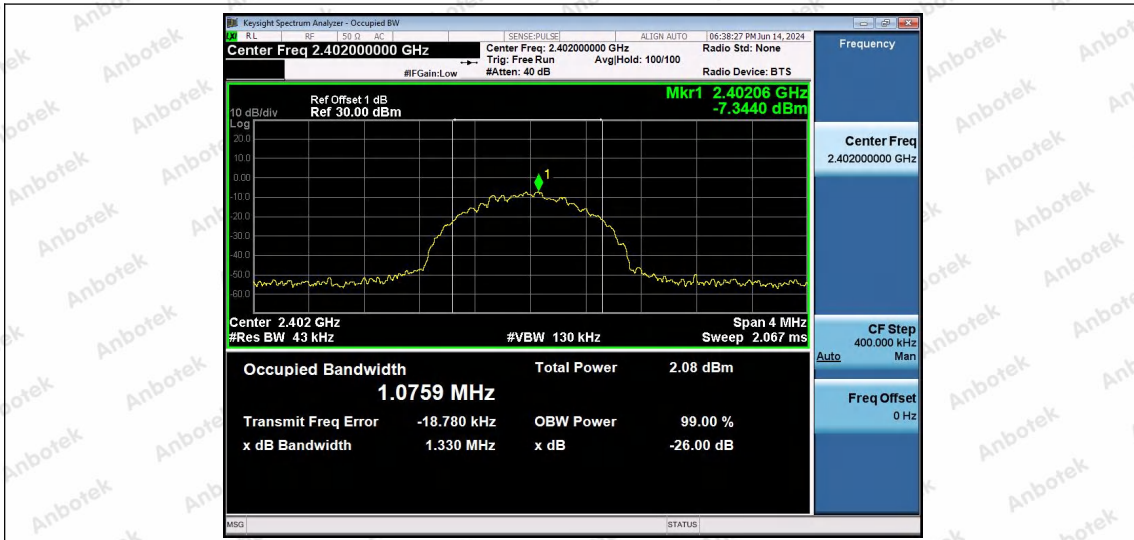 Keysight Spectrum Analyzer - Occupied BW
RL RF 50 Ω AC SENSE:PULSE ALIGN AUTO 06:38:27 PM Jun 14, 2024
Center Freq 2.402000000 GHz
Center Freq: 2.402000000 GHz
Radio Std: None
Trig: Free Run Avg|Hold: 100/100
#IFGain:Low #Atten: 40 dB Radio Device: BTS
Mkr1 2.40206 GHz
-7.3440 dBm
Ref Offset 1 dB
10 dB/div Ref 30.00 dBm
Log
20.0
10.0
0.00
-10.0
-20.0
-30.0
-40.0
-50.0
-60.0
1
Center 2.402 GHz Span 4 MHz
#Res BW 43 kHz #VBW 130 kHz Sweep 2.067 ms
Occupied Bandwidth Total Power 2.08 dBm
1.0759 MHz
Transmit Freq Error -18.780 kHz OBW Power 99.00 %
x dB Bandwidth 1.330 MHz x dB -26.00 dB
MSG STATUS
Frequency
Center Freq
2.402000000 GHz
CF Step
400.000 kHz
Auto Man
Freq Offset
0 Hz
Anbotek